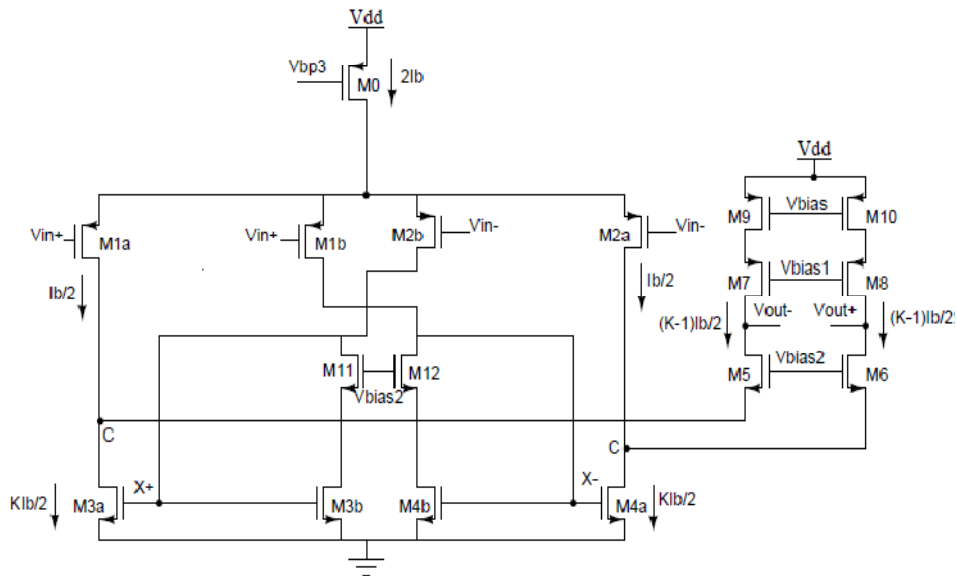 Vdd
Vbp3
M0
2Ib
Vdd
M9
Vbias
M10
Vin+
M1a
Vin+
M1b
M2b
Vin-
M2a
Vin-
M7
Vbias1
M8
Ib/2
Ib/2
(K-1)Ib/2
Vout-
Vout+
(K-1)Ib/2
M11
M12
Vbias2
M5
Vbias2
M6
C
C
X+
X-
KIb/2
M3a
M3b
M4b
M4a
KIb/2